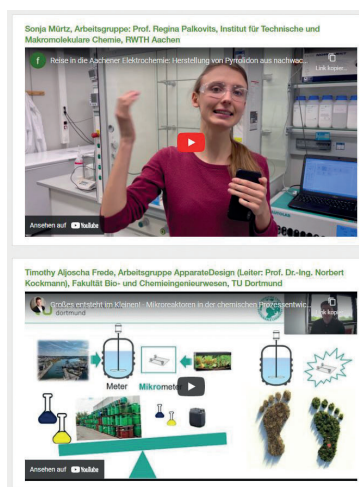 Sonja Mürtz, Arbeitsgruppe: Prof. Regina Palkovits, Institut für Technische und
Makromolekulare Chemie, RWTH Aachen
f Reise in die Aachener Elektrochemie: Herstellung von Pyrrolidon aus nachwac...
Link kopier...
Ansehen auf YouTube
Timothy Aljoscha Frede, Arbeitsgruppe ApparateDesign (Leiter: Prof. Dr.-Ing. Norbert
Kockmann), Fakultät Bio- und Chemieingenieurwesen, TU Dortmund
Großes entsteht im Kleinen! - Mikroreaktoren in der chemischen Prozessentwic...
dortmund
Link kopier...
Meter Mikrometer
Ansehen auf YouTube